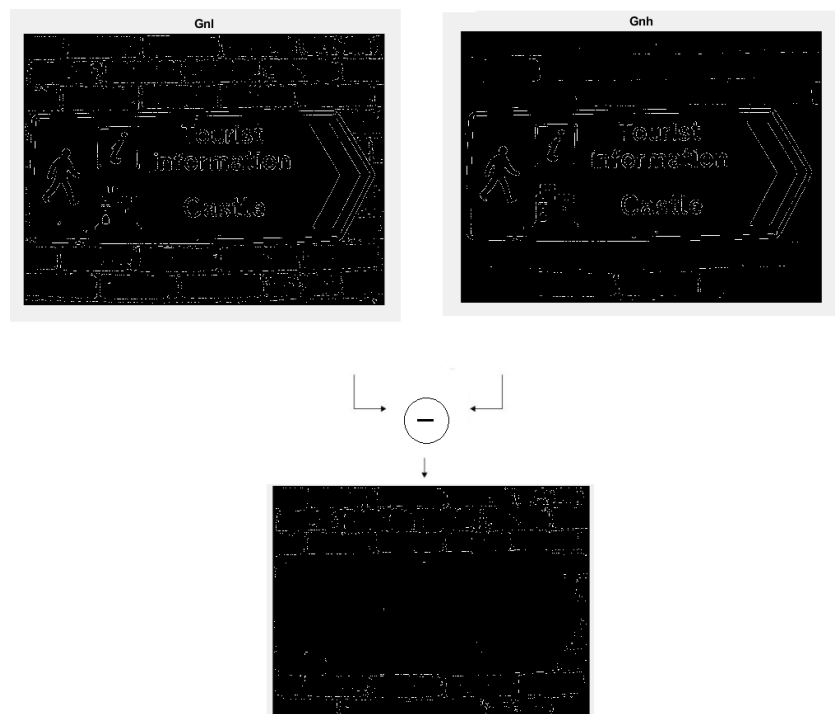 Gnl
Gnh
Tourist
information
Castle
Tourist
information
Castle
−